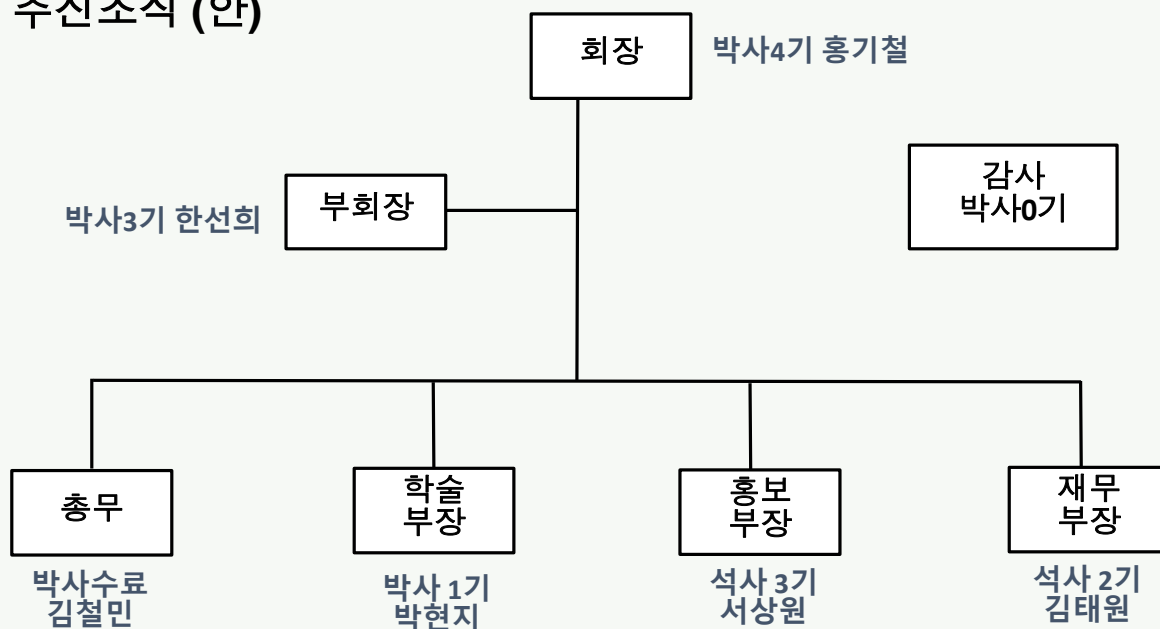 추진조직 (안)
회장
박사4기 홍기철
감사
박사0기
부회장
박사3기 한선희
총무
박사수료
김철민
학술
부장
박사 1기
박현지
홍보
부장
석사 3기
서상원
재무
부장
석사 2기
김태원